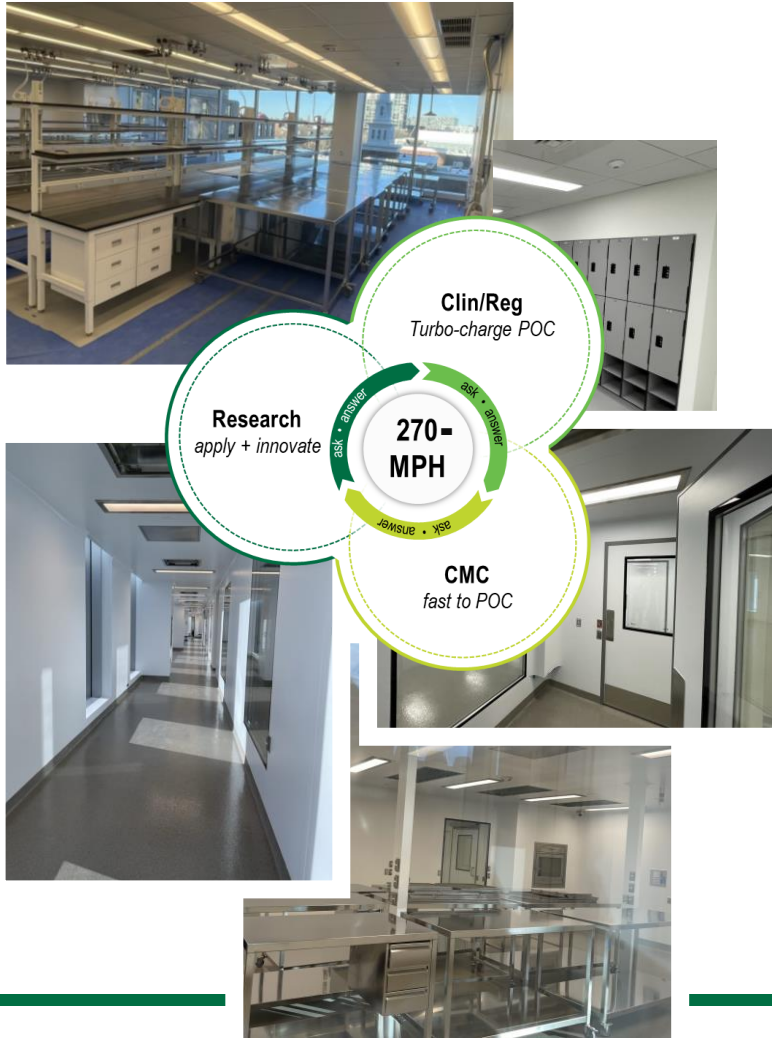 Clin/Reg
Turbo-charge POC
Research
apply + innovate
ask • answer
ask • answer
270-
MPH
ask • answer
CMC
fast to POC